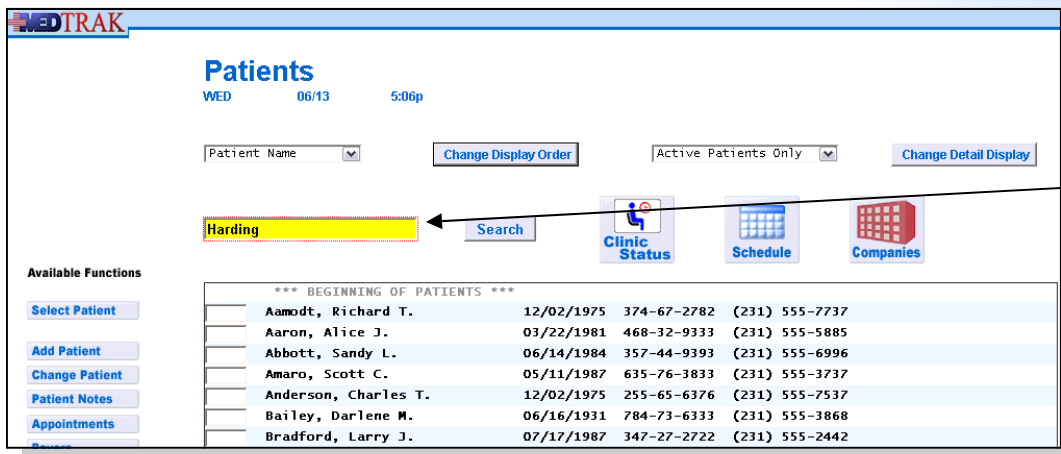 MEDTRAK
Patients
WED 06/13 5:06p
Patient Name Change Display Order Active Patients Only Change Detail Display
Harding Search Clinic Status Schedule Companies
Available Functions
Select Patient
Add Patient
Change Patient
Patient Notes
Appointments
*** BEGINNING OF PATIENTS ***
Aamodt, Richard T. 12/02/1975 374-67-2782 (231) 555-7737
Aaron, Alice J. 03/22/1981 468-32-9333 (231) 555-5885
Abbott, Sandy L. 06/14/1984 357-44-9393 (231) 555-6996
Amaro, Scott C. 05/11/1987 635-76-3833 (231) 555-3737
Anderson, Charles T. 12/02/1975 255-65-6376 (231) 555-7537
Bailey, Darlene M. 06/16/1931 784-73-6333 (231) 555-3868
Bradford, Larry J. 07/17/1987 347-27-2722 (231) 555-2442